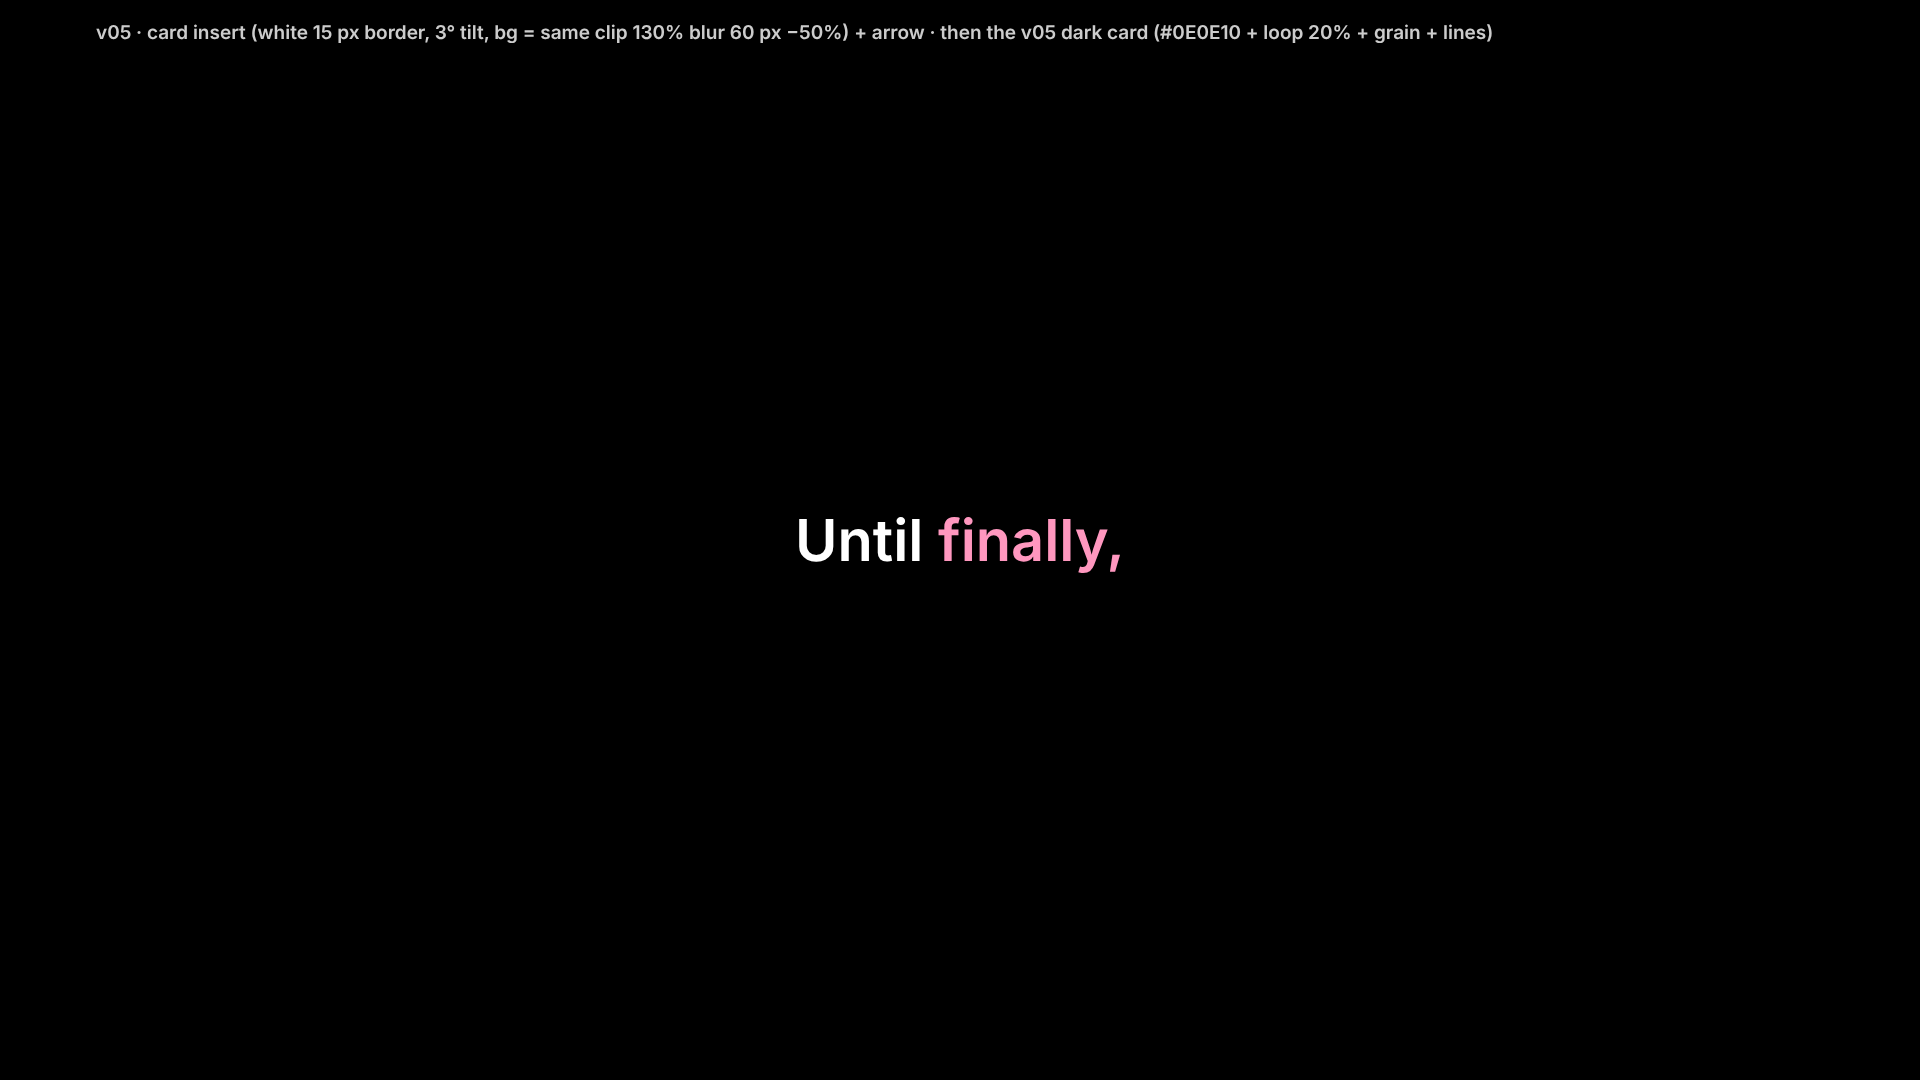 v05 · card insert (white 15 px border, 3° tilt, bg = same clip 130% blur 60 px −50%) + arrow · then the v05 dark card (#0E0E10 + loop 20% + grain + lines)
Until finally,